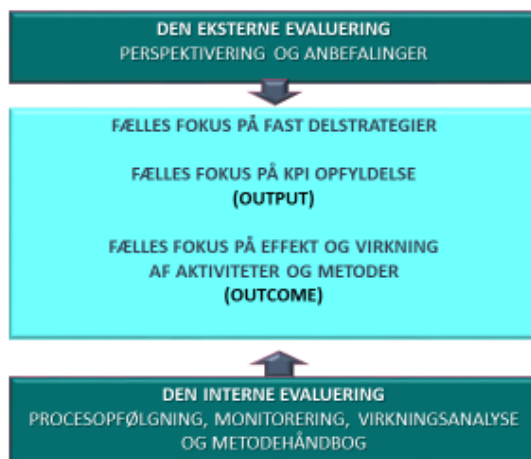 DEN EKSTERNE EVALUERING
PERSPEKTIVERING OG ANBEFALINGER
FÆLLES FOKUS PÅ FAST DELSTRATEGIER
FÆLLES FOKUS PÅ KPI OPFYLDELSE
(OUTPUT)
FÆLLES FOKUS PÅ EFFEKT OG VIRKNING
AF AKTIVITETER OG METODER
(OUTCOME)
DEN INTERNE EVALUERING
PROCESOPFØLGNING, MONITORERING, VIRKNINGSANALYSE
OG METODEHÅNDBOG